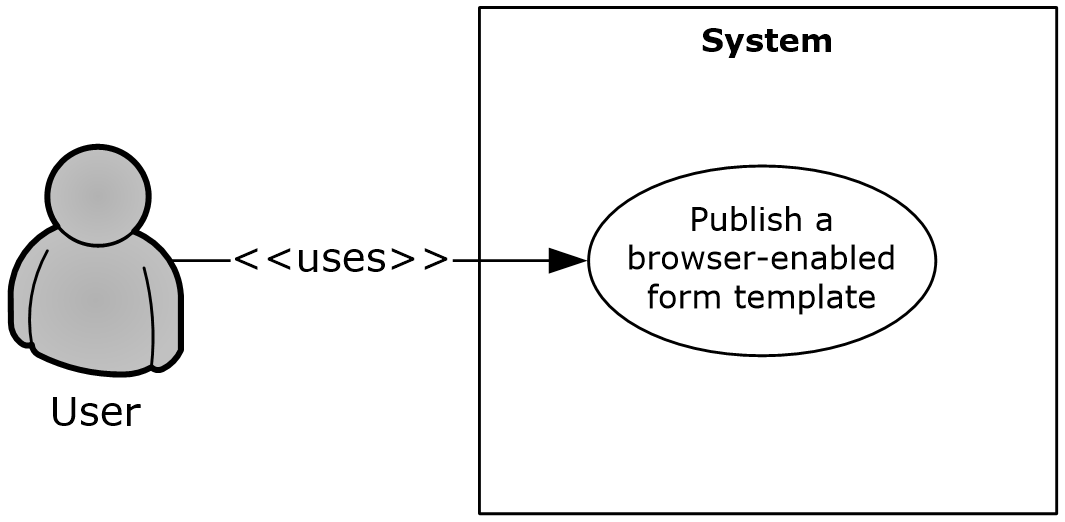 System
Publish a
browser-enabled
form template
<<uses>>
User